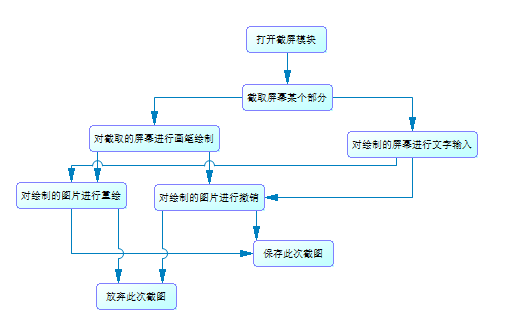 打开截屏模块
截取屏幕某个部分
对截取的屏幕进行画笔绘制
对绘制的屏幕进行文字输入
对绘制的图片进行重绘
对绘制的图片进行撤销
保存此次截图
放弃此次截图